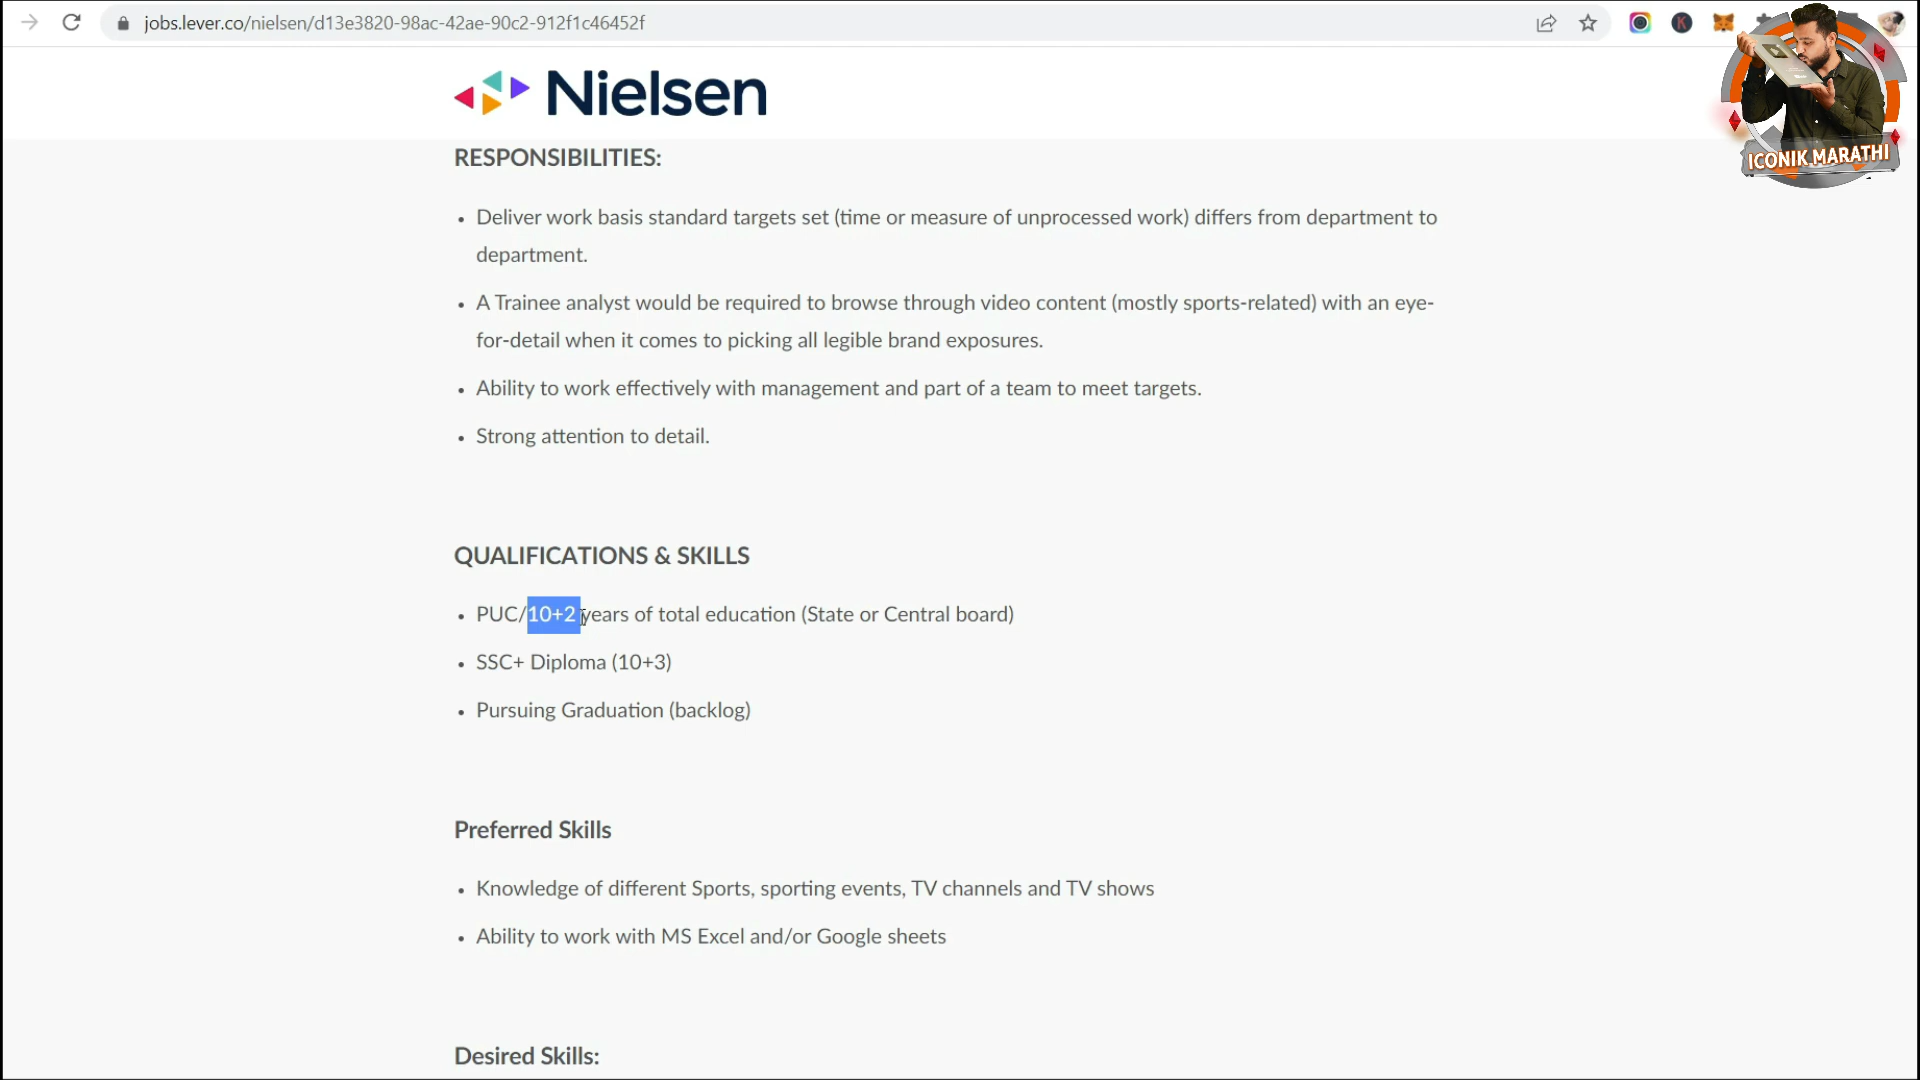 jobs.lever.co/nielsen/d13e3820-98ac-42ae-90c2-912f1c46452f
K
Nielsen
ICONIK MARATHI
RESPONSIBILITIES:
• Deliver work basis standard targets set (time or measure of unprocessed work) differs from department to
department.
• A Trainee analyst would be required to browse through video content (mostly sports-related) with an eye-
for-detail when it comes to picking all legible brand exposures.
• Ability to work effectively with management and part of a team to meet targets.
• Strong attention to detail.
QUALIFICATIONS & SKILLS
• PUC/10+2 years of total education (State or Central board)
• SSC+ Diploma (10+3)
• Pursuing Graduation (backlog)
Preferred Skills
• Knowledge of different Sports, sporting events, TV channels and TV shows
• Ability to work with MS Excel and/or Google sheets
Desired Skills: